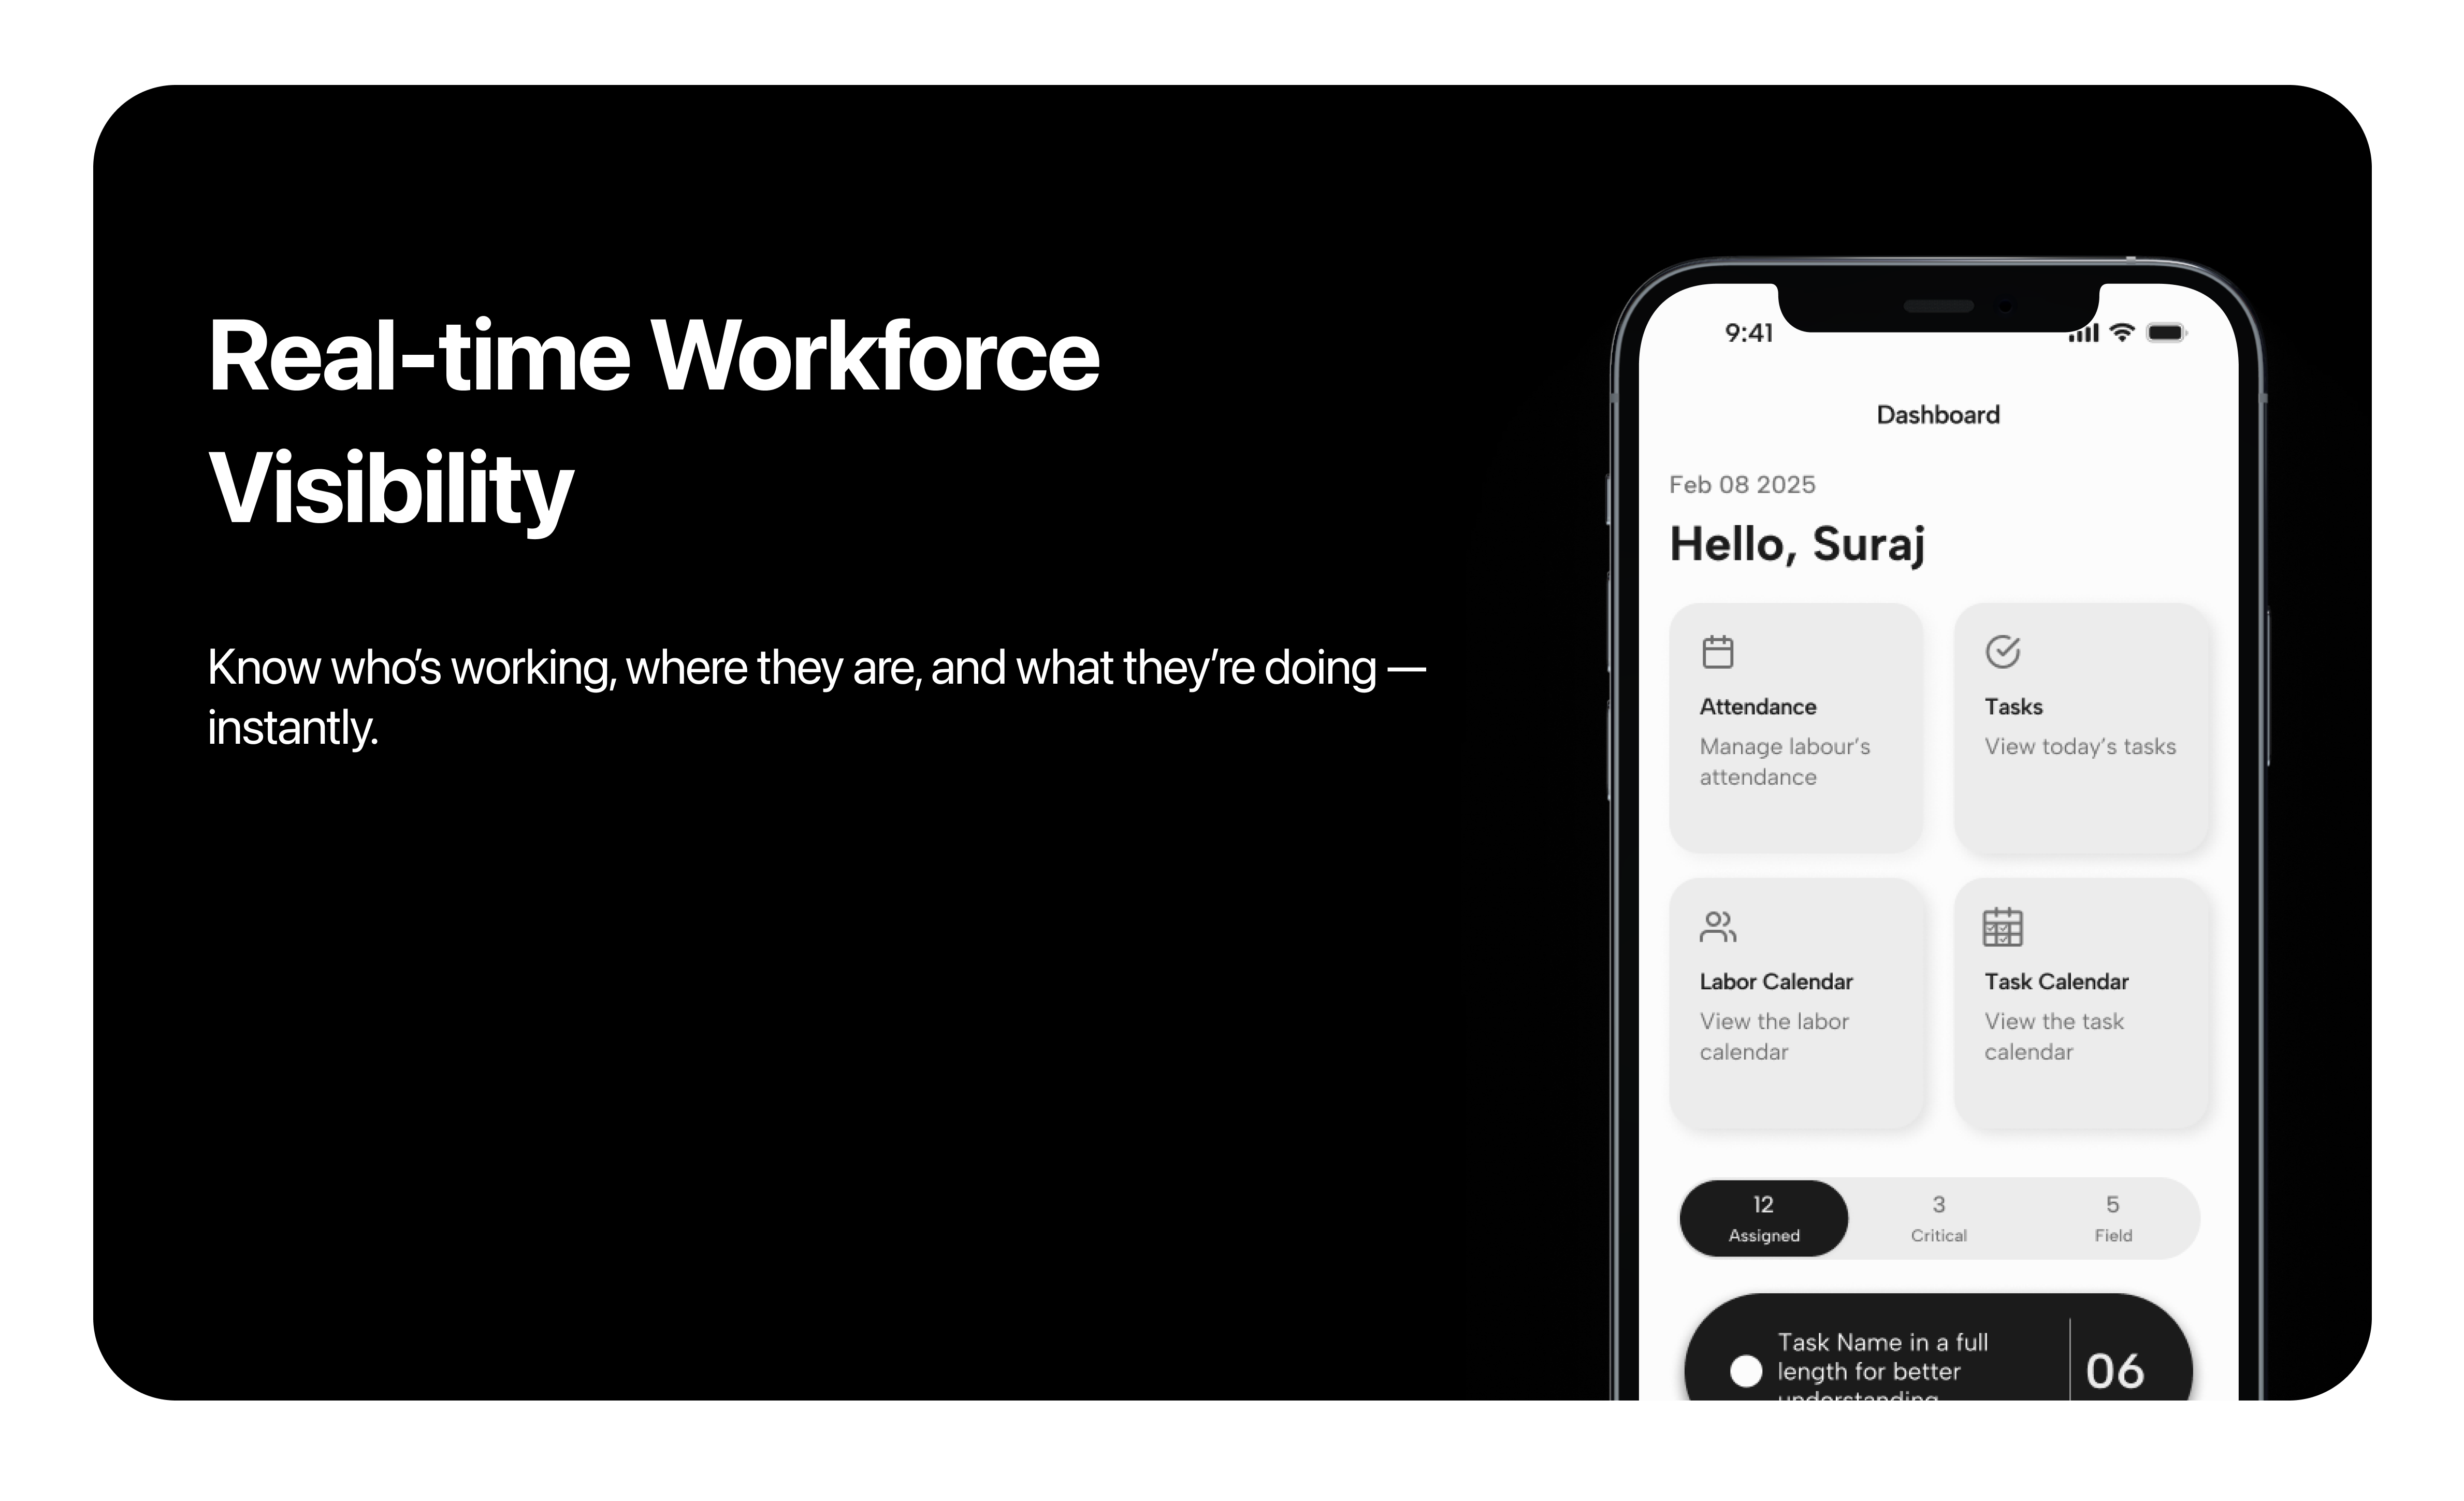 Real-time Workforce
Visibility
Know who’s working, where they are, and what they’re doing —
instantly.
9:41
Dashboard
Feb 08 2025
Hello, Suraj
Attendance
Manage labour’s
attendance
Tasks
View today’s tasks
Labor Calendar
View the labor
calendar
Task Calendar
View the task
calendar
12
Assigned
3
Critical
5
Field
Task Name in a full
length for better
understanding
06